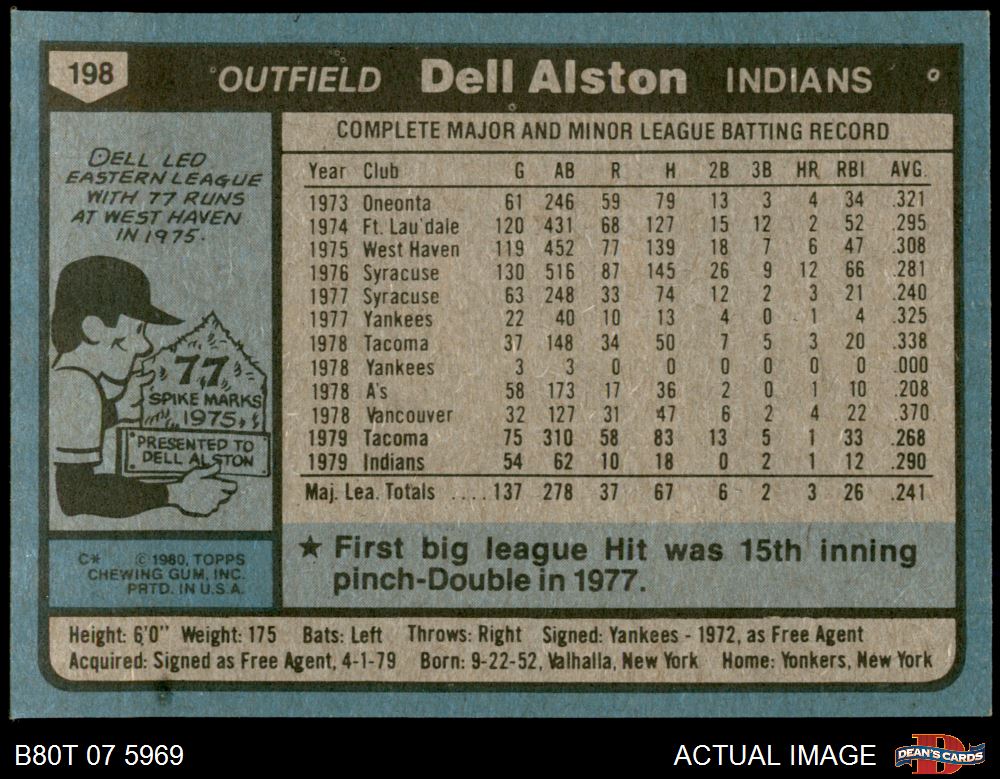 198 OUTFIELD Dell Alston INDIANS
DELL LED
EASTERN LEAGUE
WITH 77 RUNS
AT WEST HAVEN
IN 1975.
77
SPIKE MARKS
1975
PRESENTED TO
DELL ALSTON
C* © 1980, TOPPS
CHEWING GUM, INC.
PRTD. IN U.S.A.
COMPLETE MAJOR AND MINOR LEAGUE BATTING RECORD
Year Club G AB R H 2B 3B HR RBI AVG.
1973 Oneonta 61 246 59 79 13 3 4 34 .321
1974 Ft. Lau'dale 120 431 68 127 15 12 2 52 .295
1975 West Haven 119 452 77 139 18 7 6 47 .308
1976 Syracuse 130 516 87 145 26 9 12 66 .281
1977 Syracuse 63 248 33 74 12 2 3 21 .240
1977 Yankees 22 40 10 13 4 0 1 4 .325
1978 Tacoma 37 148 34 50 7 5 3 20 .338
1978 Yankees 3 3 0 0 0 0 0 0 .000
1978 A's 58 173 17 36 2 0 1 10 .208
1978 Vancouver 32 127 31 47 6 2 4 22 .370
1979 Tacoma 75 310 58 83 13 5 1 33 .268
1979 Indians 54 62 10 18 0 2 1 12 .290
Maj. Lea. Totals ....137 278 37 67 6 2 3 26 .241
★ First big league Hit was 15th inning
pinch-Double in 1977.
Height: 6'0" Weight: 175 Bats: Left Throws: Right Signed: Yankees - 1972, as Free Agent
Acquired: Signed as Free Agent, 4-1-79 Born: 9-22-52, Valhalla, New York Home: Yonkers, New York
B80T 07 5969 ACTUAL IMAGE DEAN'S CARDS